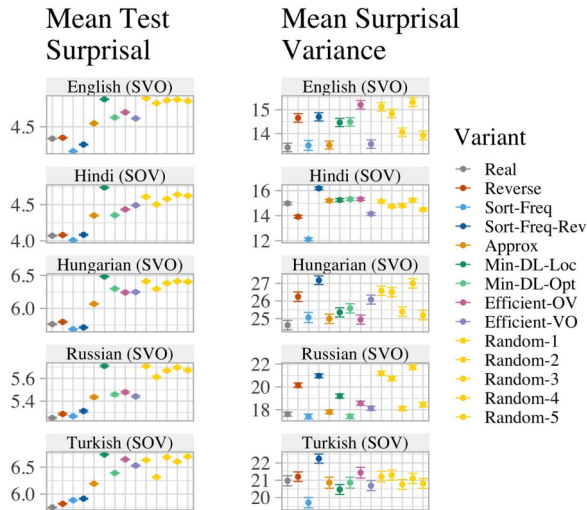 Mean Test
Surprisal
English (SVO)
4.5
Hindi (SOV)
4.5
4.0
Hungarian (SVO)
6.5
6.0
Russian (SVO)
5.6
5.4
Turkish (SOV)
6.5
6.0
Mean Surprisal
Variance
English (SVO)
15
14
Hindi (SOV)
16
14
12
Hungarian (SVO)
27
26
25
Russian (SVO)
22
20
18
Turkish (SOV)
22
21
20
Variant
Real
Reverse
Sort-Freq
Sort-Freq-Rev
Approx
Min-DL-Loc
Min-DL-Opt
Efficient-OV
Efficient-VO
Random-1
Random-2
Random-3
Random-4
Random-5